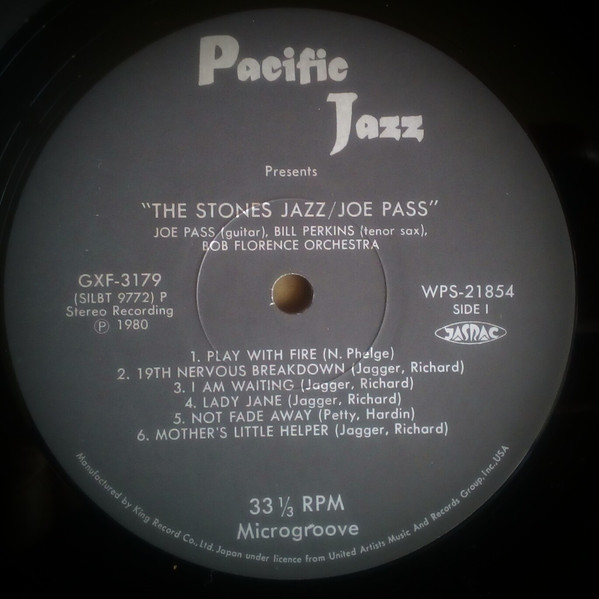 Pacific
Jazz
Presents
"THE STONES JAZZ/JOE PASS"
JOE PASS (guitar), BILL PERKINS (tenor sax),
BOB FLORENCE ORCHESTRA
GXF-3179
(SILBT 9772) P
Stereo Recording
Ⓟ 1980
WPS-21854
SIDE I
JASRAC
1. PLAY WITH FIRE (N. Phelge)
2. 19TH NERVOUS BREAKDOWN (Jagger, Richard)
3. I AM WAITING (Jagger, Richard)
4. LADY JANE (Jagger, Richard)
5. NOT FADE AWAY (Petty, Hardin)
6. MOTHER'S LITTLE HELPER (Jagger, Richard)
33 1/3 RPM
Microgroove
Manufactured by King Record Co., Ltd. Japan under licence from United Artists Music And Records Group, Inc. USA